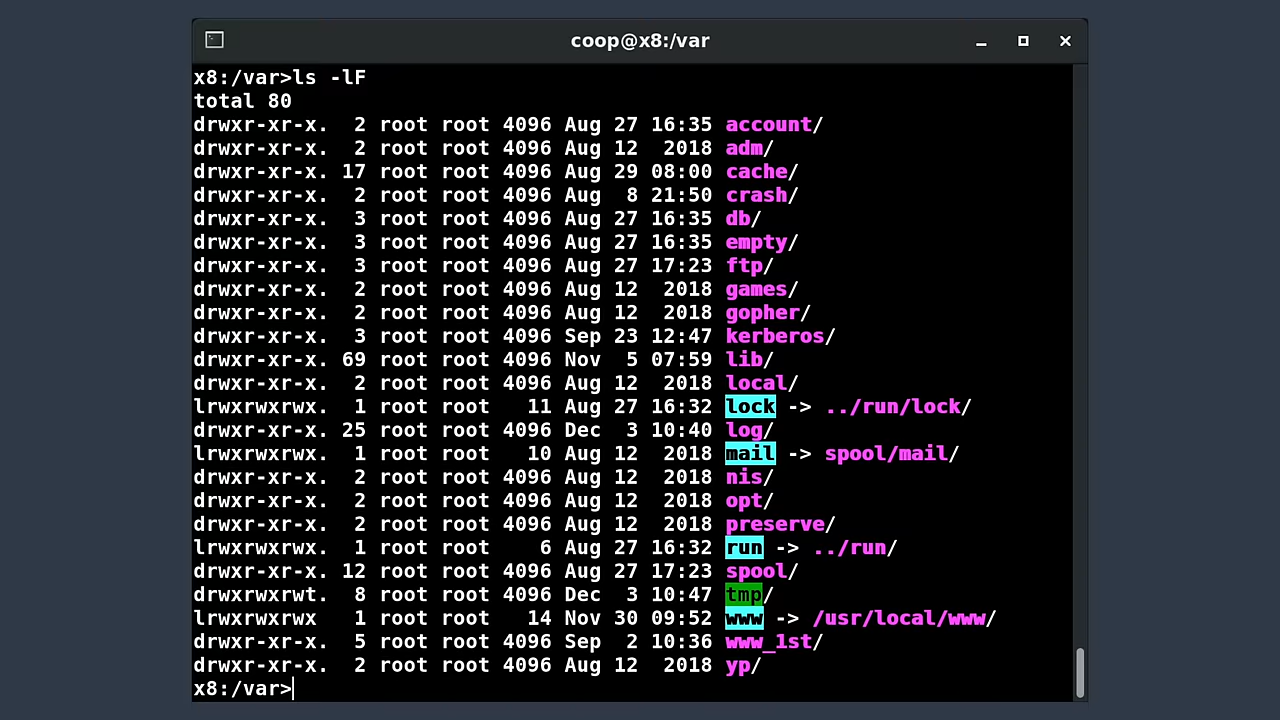 coop@x8:/var
x8:/var>ls -lF
total 80
drwxr-xr-x.  2 root root 4096 Aug 27 16:35 account/
drwxr-xr-x.  2 root root 4096 Aug 12  2018 adm/
drwxr-xr-x. 17 root root 4096 Aug 29 08:00 cache/
drwxr-xr-x.  2 root root 4096 Aug  8 21:50 crash/
drwxr-xr-x.  3 root root 4096 Aug 27 16:35 db/
drwxr-xr-x.  3 root root 4096 Aug 27 16:35 empty/
drwxr-xr-x.  3 root root 4096 Aug 27 17:23 ftp/
drwxr-xr-x.  2 root root 4096 Aug 12  2018 games/
drwxr-xr-x.  2 root root 4096 Aug 12  2018 gopher/
drwxr-xr-x.  3 root root 4096 Sep 23 12:47 kerberos/
drwxr-xr-x. 69 root root 4096 Nov  5 07:59 lib/
drwxr-xr-x.  2 root root 4096 Aug 12  2018 local/
lrwxrwxrwx.  1 root root   11 Aug 27 16:32 lock -> ../run/lock/
drwxr-xr-x. 25 root root 4096 Dec  3 10:40 log/
lrwxrwxrwx.  1 root root   10 Aug 12  2018 mail -> spool/mail/
drwxr-xr-x.  2 root root 4096 Aug 12  2018 nis/
drwxr-xr-x.  2 root root 4096 Aug 12  2018 opt/
drwxr-xr-x.  2 root root 4096 Aug 12  2018 preserve/
lrwxrwxrwx.  1 root root    6 Aug 27 16:32 run -> ../run/
drwxr-xr-x. 12 root root 4096 Aug 27 17:23 spool/
drwxrwxrwt.  8 root root 4096 Dec  3 10:47 tmp/
lrwxrwxrwx   1 root root   14 Nov 30 09:52 www -> /usr/local/www/
drwxr-xr-x.  5 root root 4096 Sep  2 10:36 www_1st/
drwxr-xr-x.  2 root root 4096 Aug 12  2018 yp/
x8:/var>